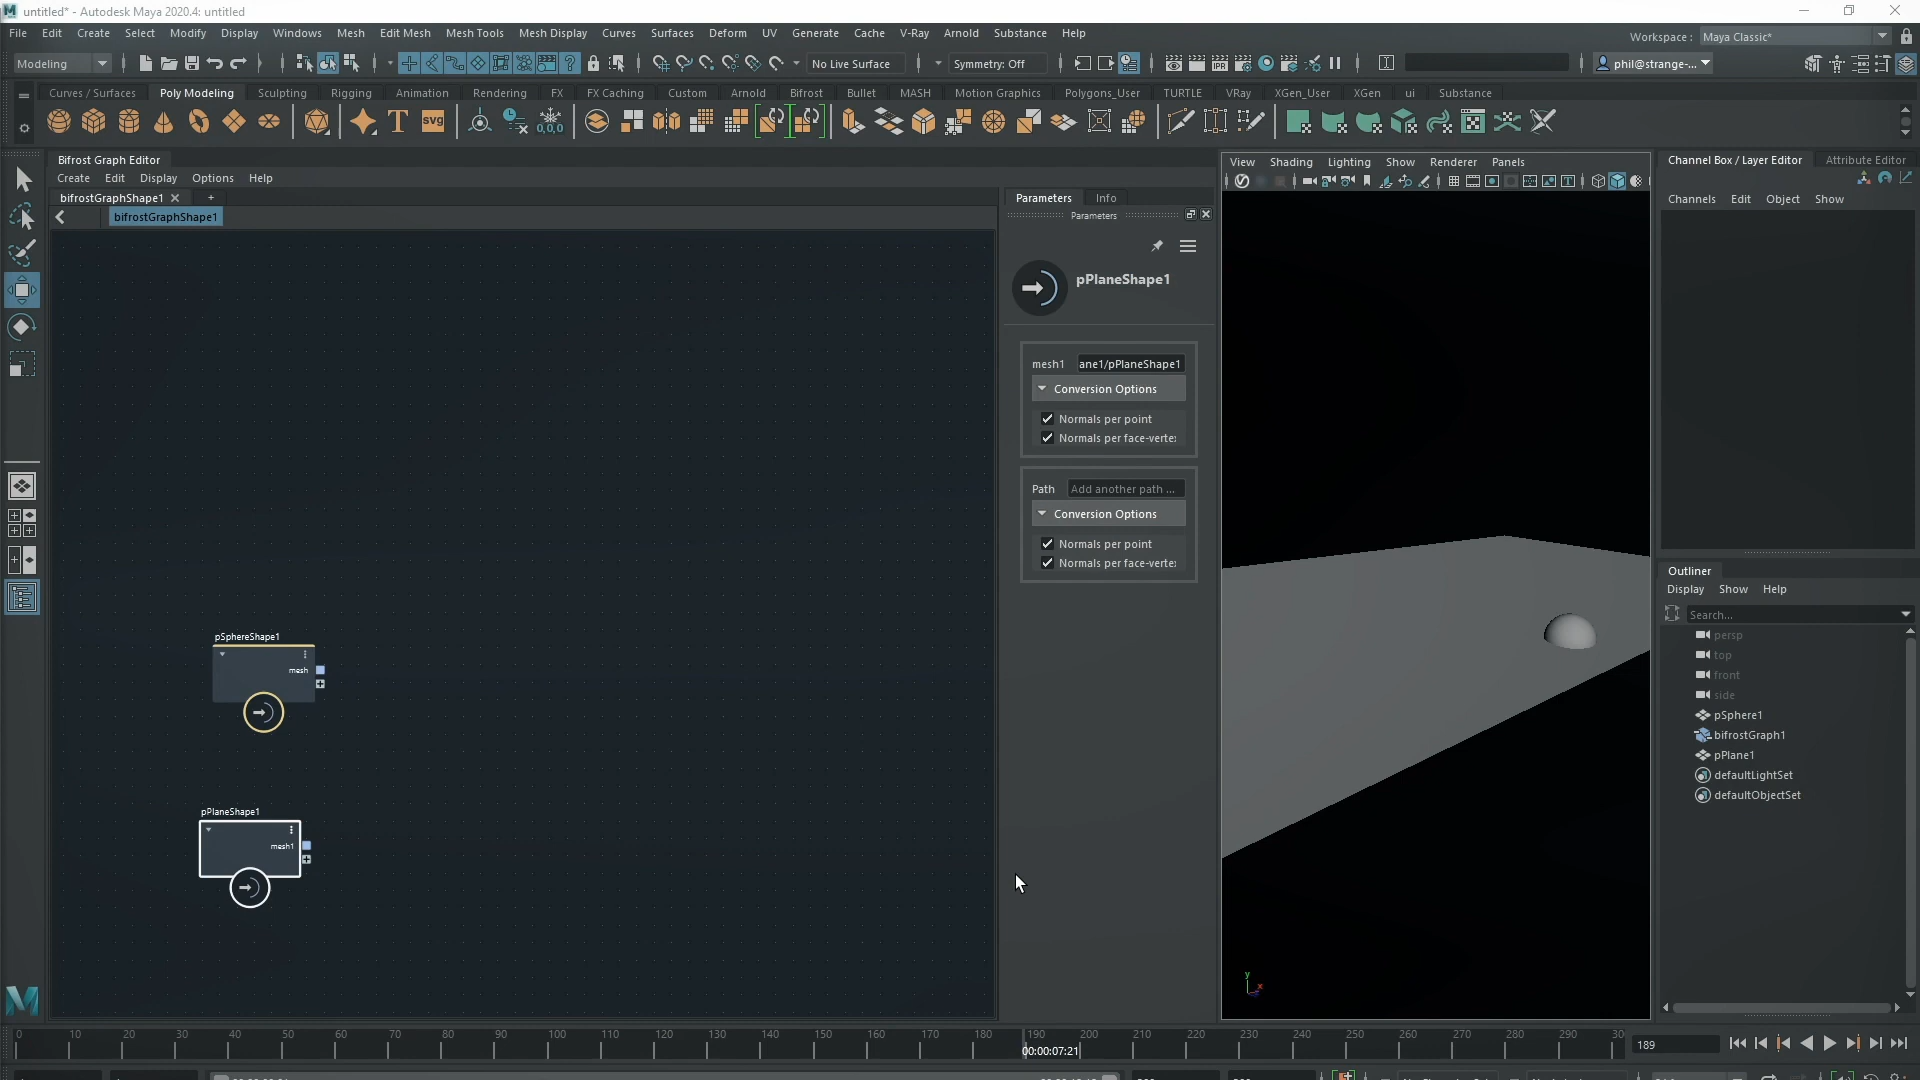 untitled* - Autodesk Maya 2020.4: untitled
File Edit Create Select Modify Display Windows Mesh Edit Mesh Mesh Tools Mesh Display Curves Surfaces Deform UV Generate Cache V-Ray Arnold Substance Help
Workspace : Maya Classic*
Modeling
No Live Surface
Symmetry: Off
phil@strange-...
Curves / Surfaces Poly Modeling Sculpting Rigging Animation Rendering FX FX Caching Custom Arnold Bifrost Bullet MASH Motion Graphics Polygons_User TURTLE VRay XGen_User XGen ui Substance
IPR
T svg 0,0,0
Bifrost Graph Editor
Create Edit Display Options Help
bifrostGraphShape1
bifrostGraphShape1
pSphereShape1
mesh
pPlaneShape1
mesh1
Parameters Info
Parameters
pPlaneShape1
mesh1 ane1/pPlaneShape1
Conversion Options
Normals per point
Normals per face-verte:
Path Add another path ...
Conversion Options
Normals per point
Normals per face-verte:
View Shading Lighting Show Renderer Panels
y
x
Channel Box / Layer Editor Attribute Editor
Channels Edit Object Show
Outliner
Display Show Help
Search...
persp
top
front
side
pSphere1
bifrostGraph1
pPlane1
defaultLightSet
defaultObjectSet
0 10 20 30 40 50 60 70 80 90 100 110 120 130 140 150 160 170 180 190 200 210 220 230 240 250 260 270 280 290 30
00:00:07:21
189